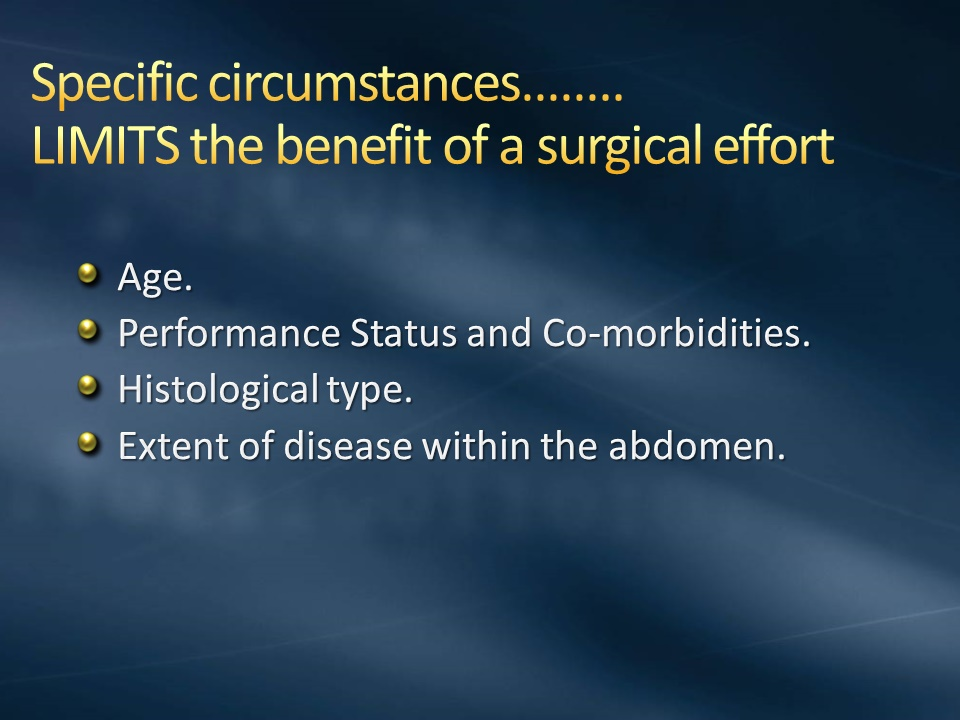 Specific circumstances........
LIMITS the benefit of a surgical effort
Age.
Performance Status and Co-morbidities.
Histological type.
Extent of disease within the abdomen.